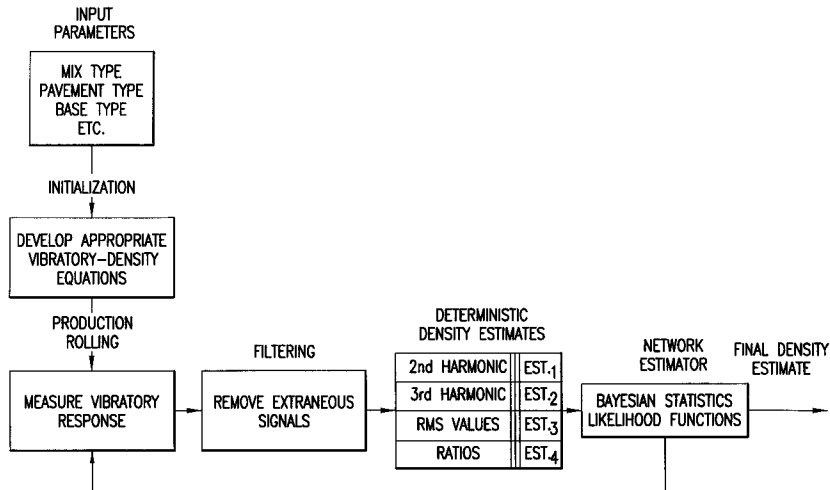 INPUT
PARAMETERS
MIX TYPE
PAVEMENT TYPE
BASE TYPE
ETC.
INITIALIZATION
DEVELOP APPROPRIATE
VIBRATORY-DENSITY
EQUATIONS
PRODUCTION
ROLLING
MEASURE VIBRATORY
RESPONSE
FILTERING
REMOVE EXTRANEOUS
SIGNALS
DETERMINISTIC
DENSITY ESTIMATES
2nd HARMONIC EST.1
3rd HARMONIC EST.2
RMS VALUES EST.3
RATIOS EST.4
NETWORK
ESTIMATOR
BAYESIAN STATISTICS
LIKELIHOOD FUNCTIONS
FINAL DENSITY
ESTIMATE